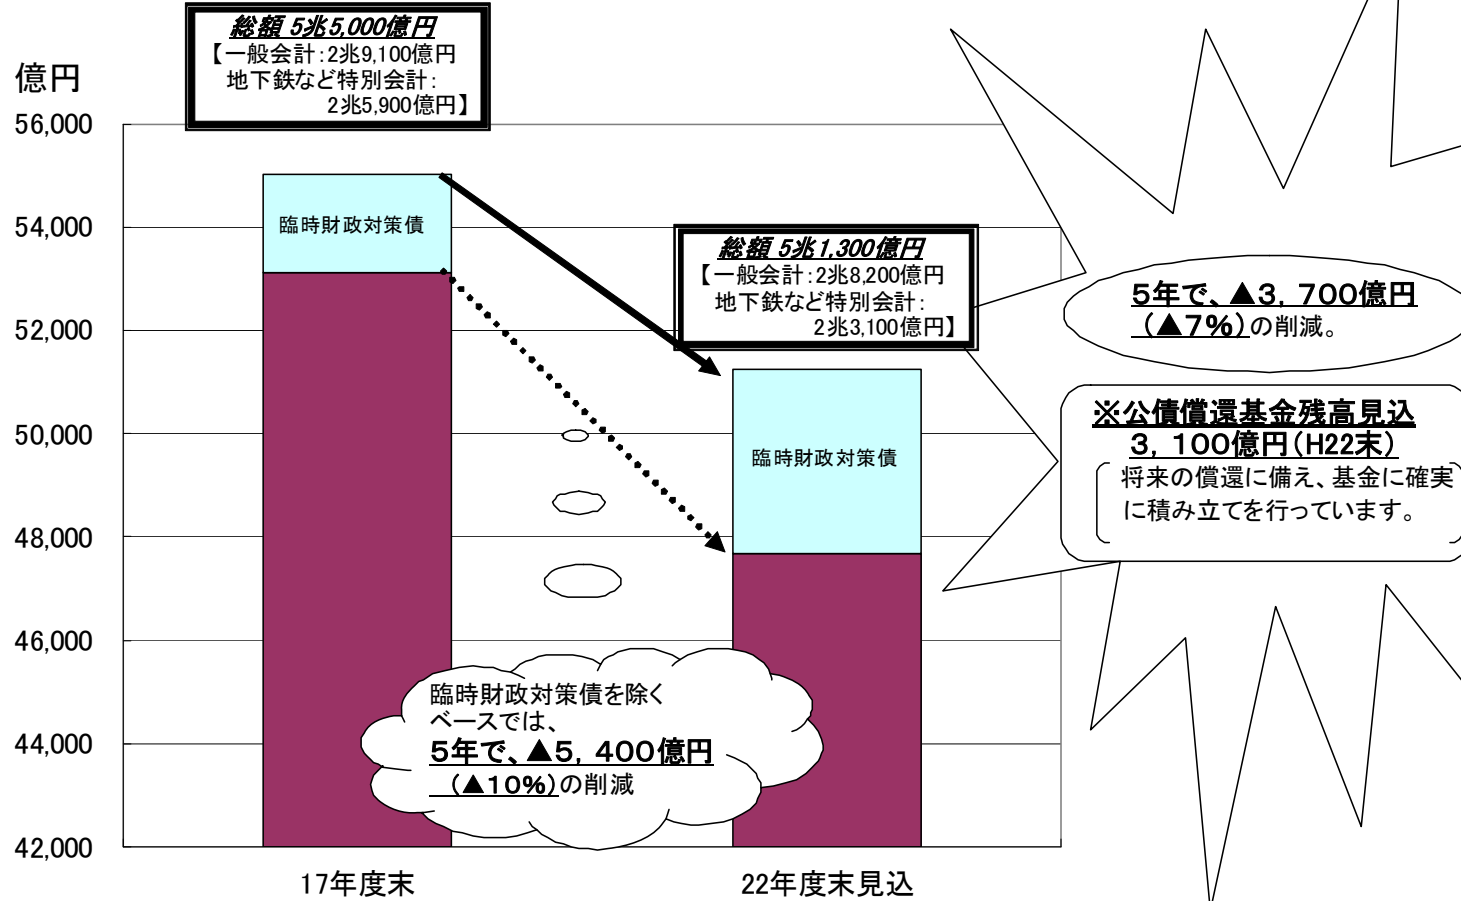 総額 5兆5,000億円
【一般会計:2兆9,100億円
地下鉄など特別会計:
2兆5,900億円】
億円
56,000
54,000
52,000
50,000
48,000
46,000
44,000
42,000
臨時財政対策債
総額 5兆1,300億円
【一般会計:2兆8,200億円
地下鉄など特別会計:
2兆3,100億円】
臨時財政対策債
5年で、▲3,700億円
(▲7%)の削減。
※公債償還基金残高見込
3,100億円(H22末)
将来の償還に備え、基金に確実
に積み立てを行っています。
臨時財政対策債を除く
ベースでは、
5年で、▲5,400億円
(▲10%)の削減
17年度末
22年度末見込